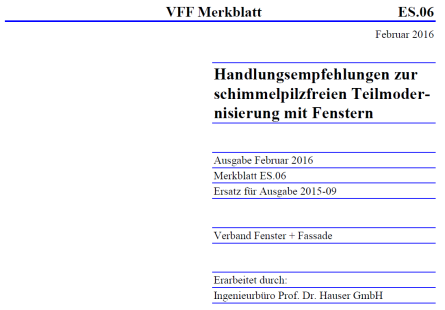 VFF Merkblatt ES.06
Februar 2016
Handlungsempfehlungen zur
schimmelpilzfreien Teilmoder-
nisierung mit Fenstern
Ausgabe Februar 2016
Merkblatt ES.06
Ersatz für Ausgabe 2015-09
Verband Fenster + Fassade
Erarbeitet durch:
Ingenieurbüro Prof. Dr. Hauser GmbH